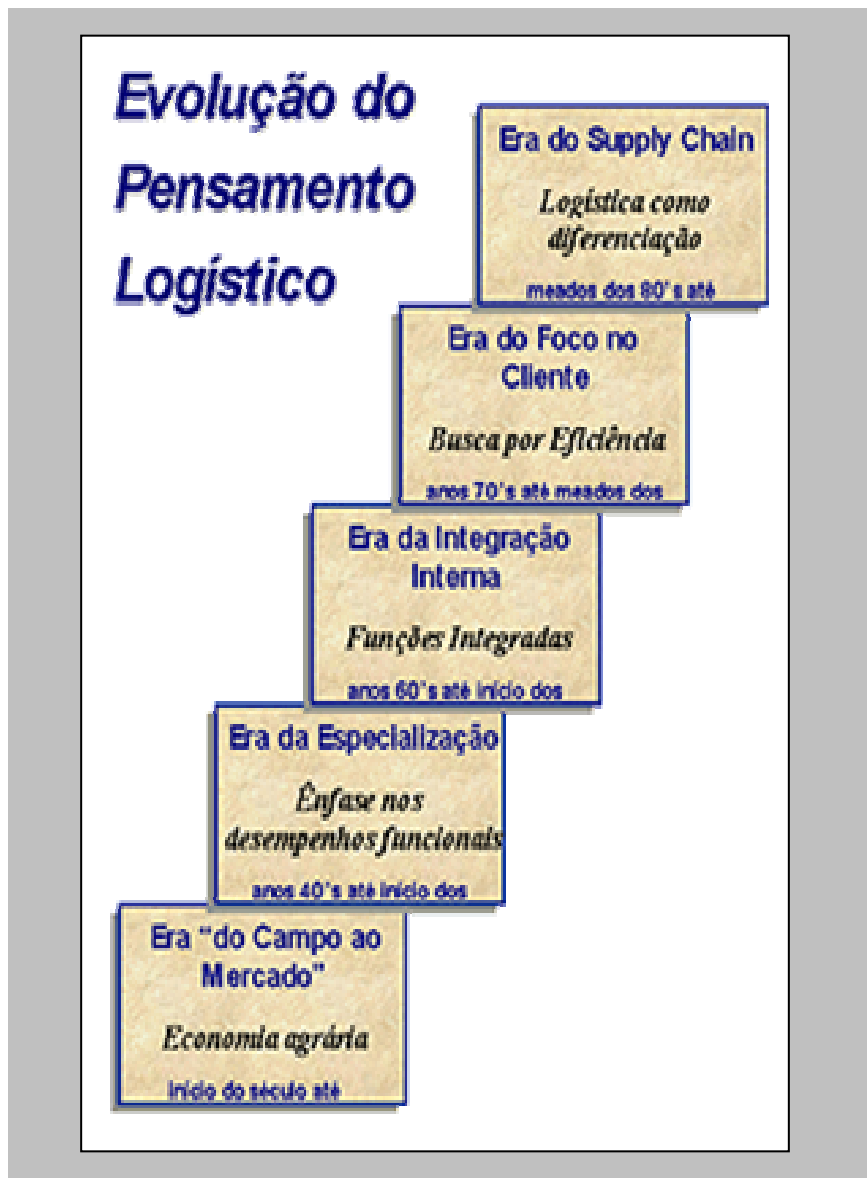 Evolução do
Pensamento
Logístico
Era do Supply Chain
Logística como
diferenciação
meados dos 80's até
Era do Foco no
Cliente
Busca por Eficiência
anos 70's até meados dos
Era da Integração
Interna
Funções Integradas
anos 60's até início dos
Era da Especialização
Ênfase nos
desempenhos funcionais
anos 40's até início dos
Era “do Campo ao
Mercado”
Economia agrária
início do século até